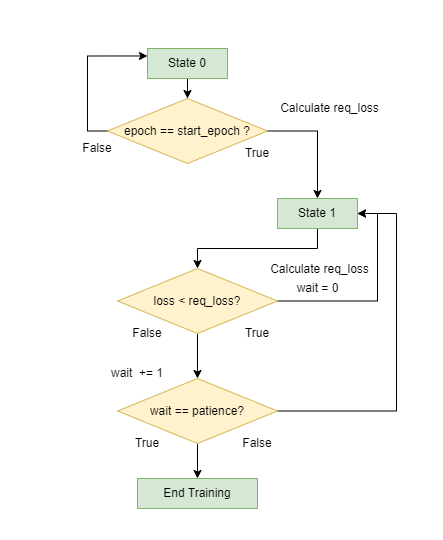 State 0
Calculate req_loss
epoch == start_epoch ?
False
True
State 1
Calculate req_loss
wait = 0
loss < req_loss?
False
True
wait += 1
wait == patience?
True
False
End Training